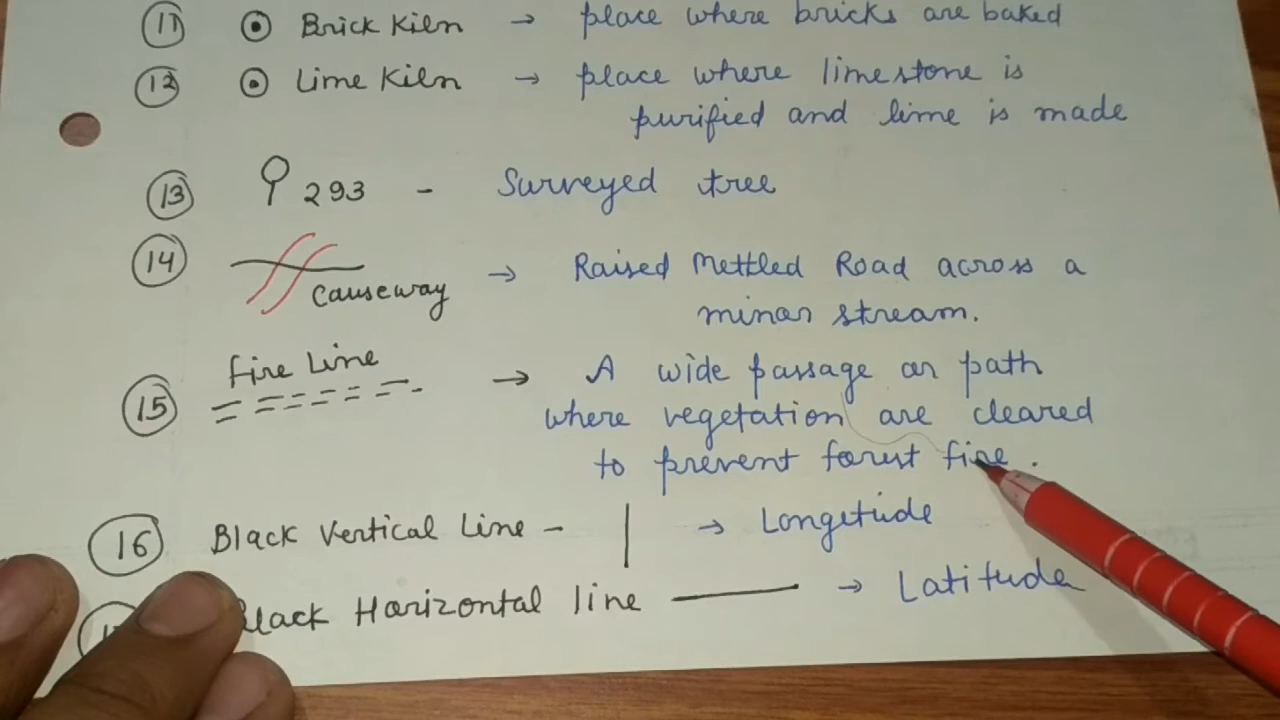 11 Brick Kiln → place where bricks are baked
12 Lime Kiln → place where limestone is
purified and lime is made
13 293 - Surveyed tree
14 Causeway → Raised Mettled Road across a
minor stream.
Fire Line
15 → A wide passage or path
where vegetation are cleared
to prevent forest fire.
16 Black Vertical Line - | → Longetude
Black Horizontal line — → Latitude